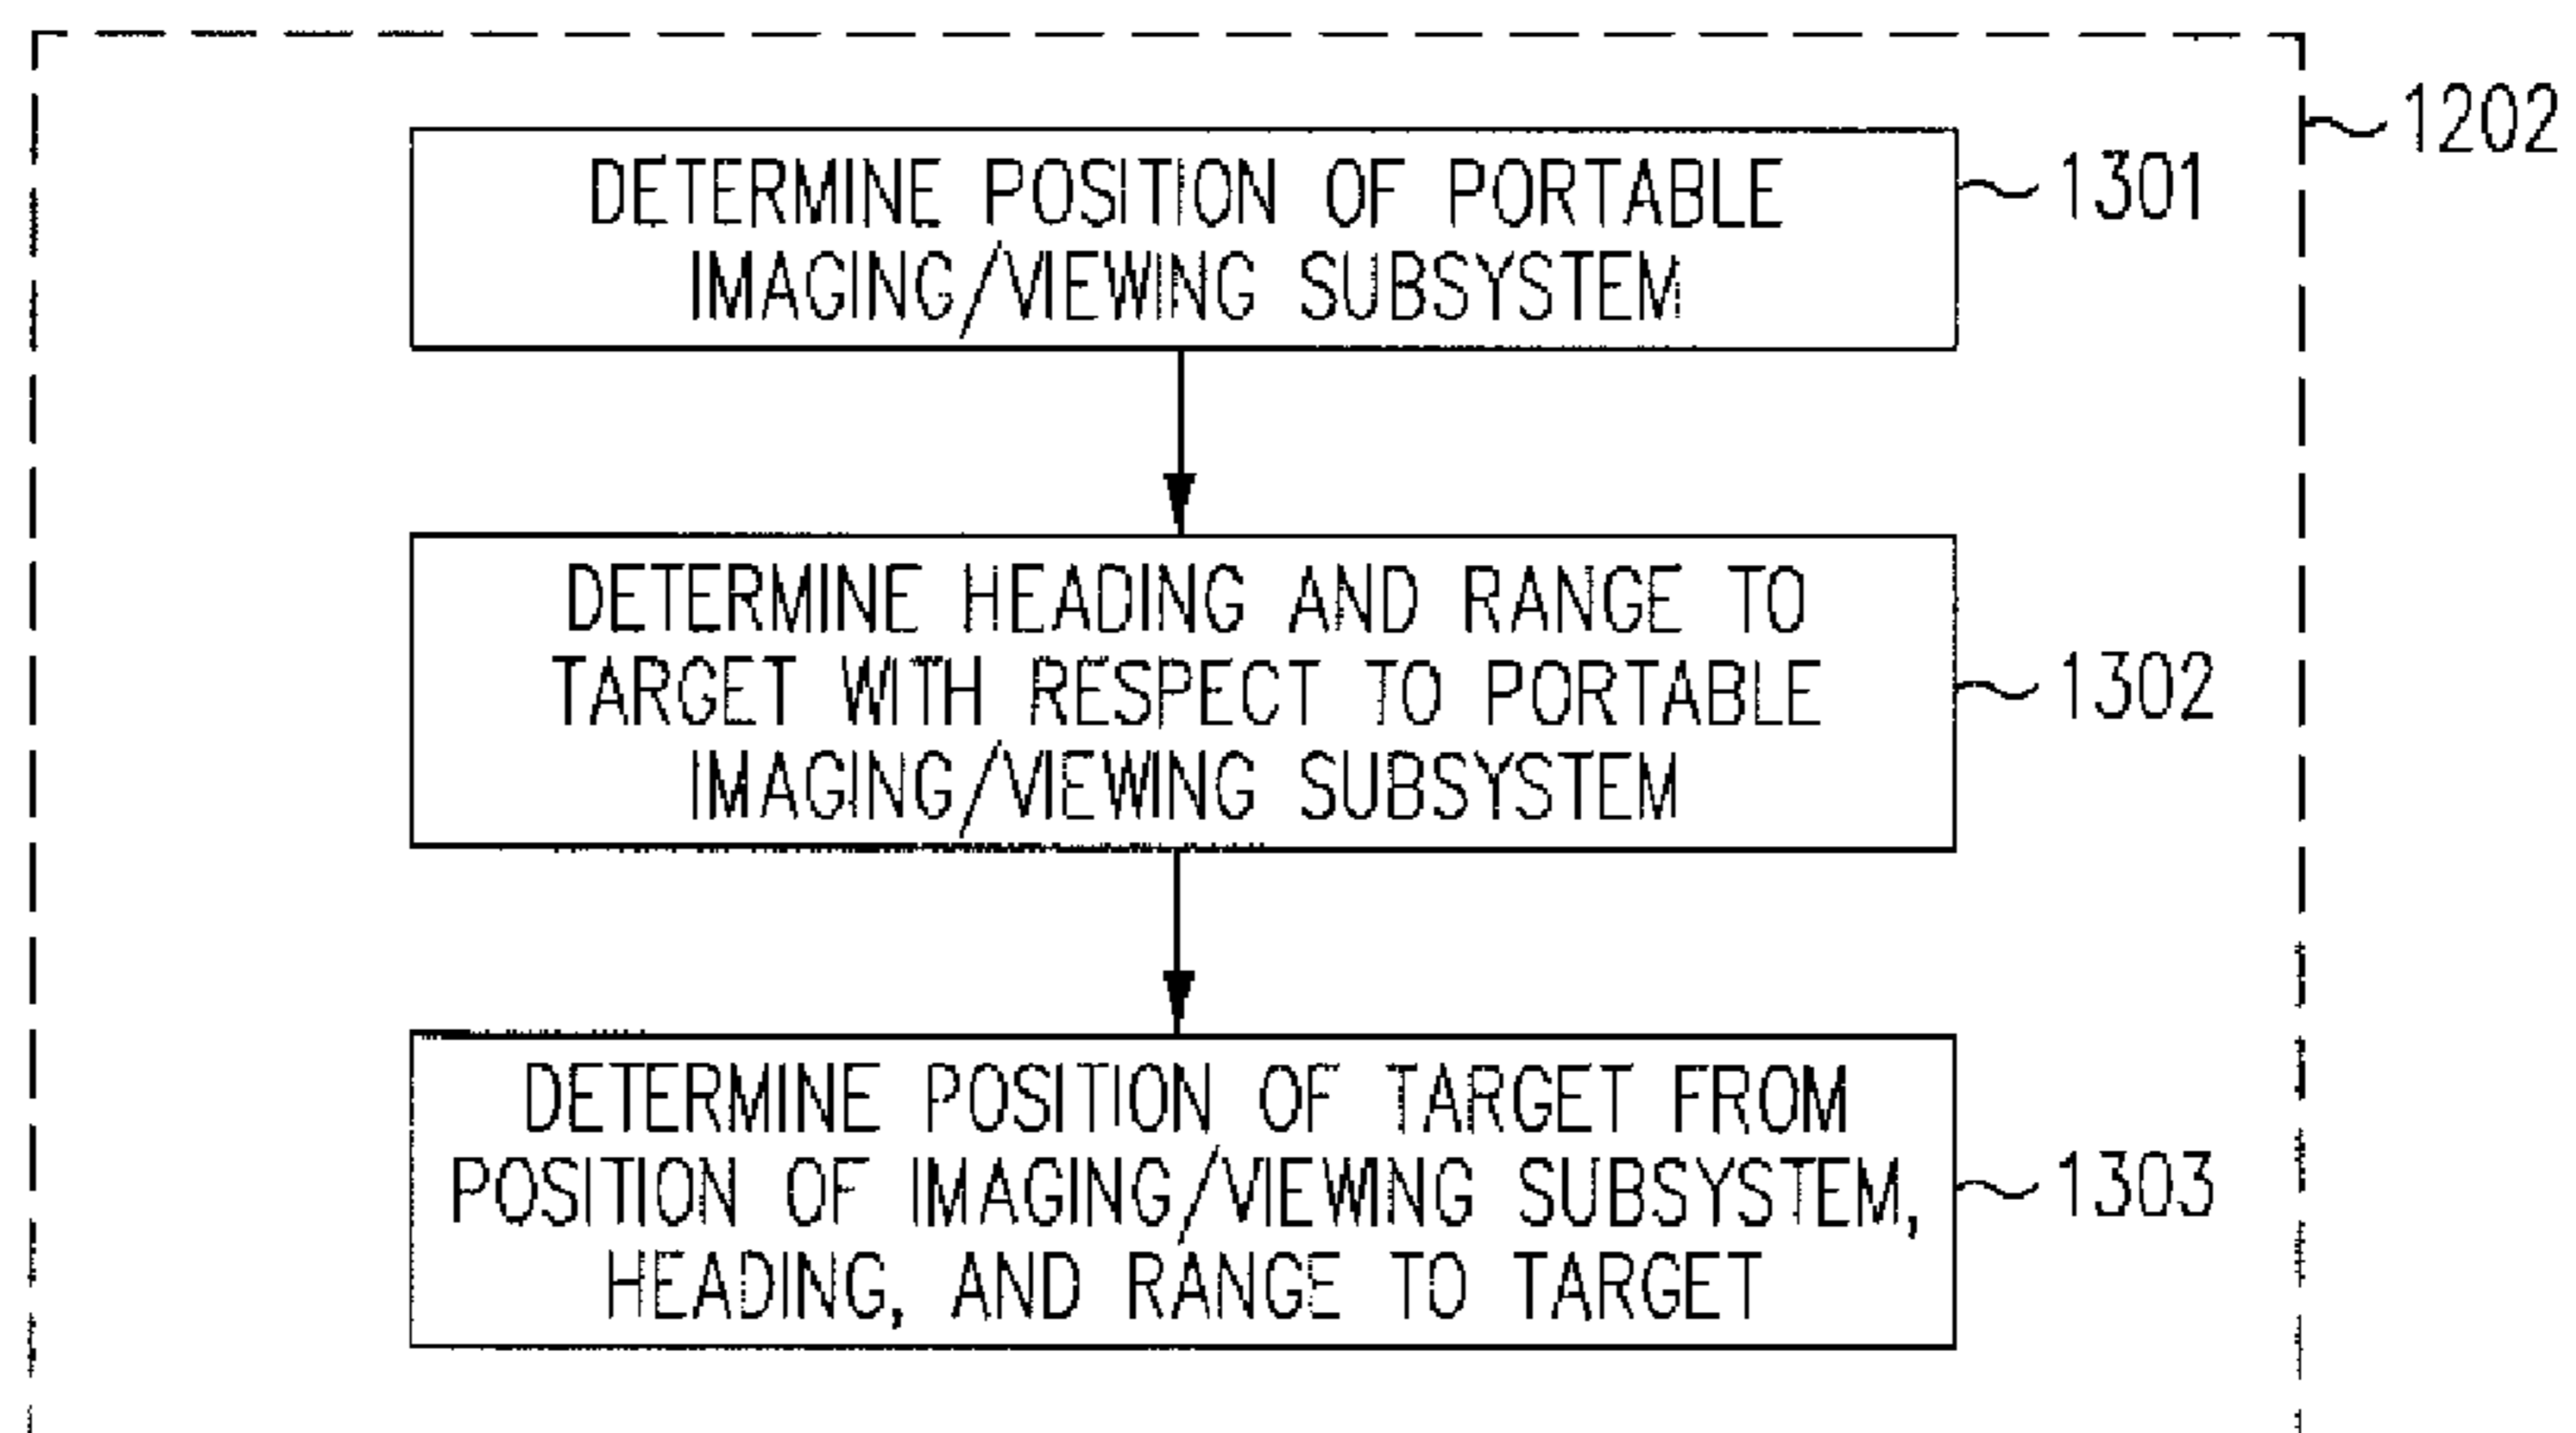 1202
DETERMINE POSITION OF PORTABLE
IMAGING/VIEWING SUBSYSTEM
1301
DETERMINE HEADING AND RANGE TO
TARGET WITH RESPECT TO PORTABLE
IMAGING/VIEWING SUBSYSTEM
1302
DETERMINE POSITION OF TARGET FROM
POSITION OF IMAGING/VIEWING SUBSYSTEM,
HEADING, AND RANGE TO TARGET
1303